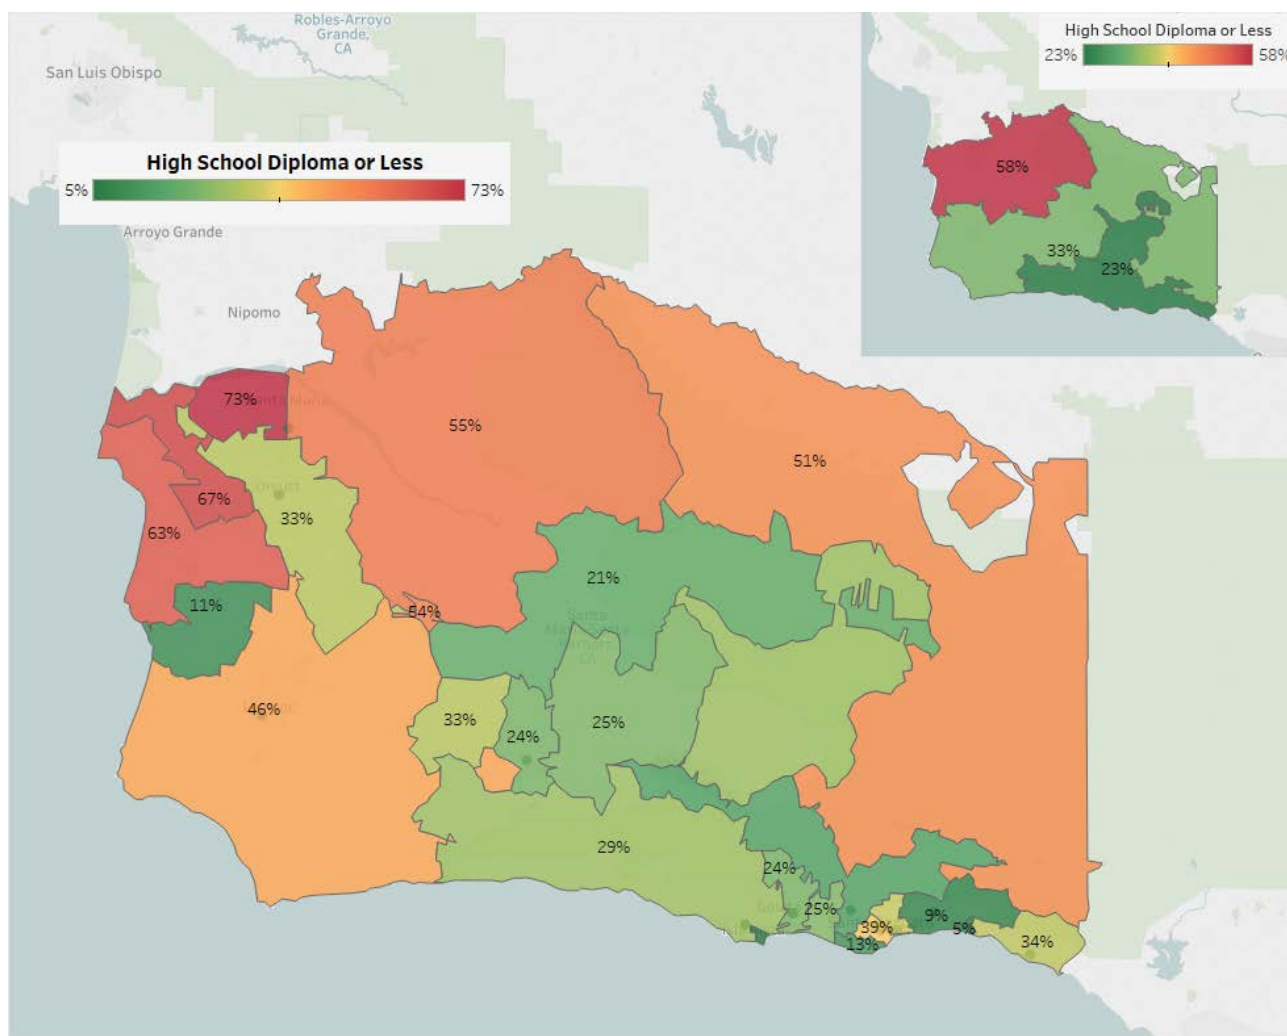 Robles-Arroyo
Grande,
CA
San Luis Obispo
High School Diploma or Less
23%
58%
58%
33%
23%
High School Diploma or Less
5%
73%
Arroyo Grande
Nipomo
73%
55%
51%
67%
33%
63%
21%
11%
54%
Santa
CA
46%
33%
24%
25%
29%
24%
25%
9%
39%
5%
13%
34%